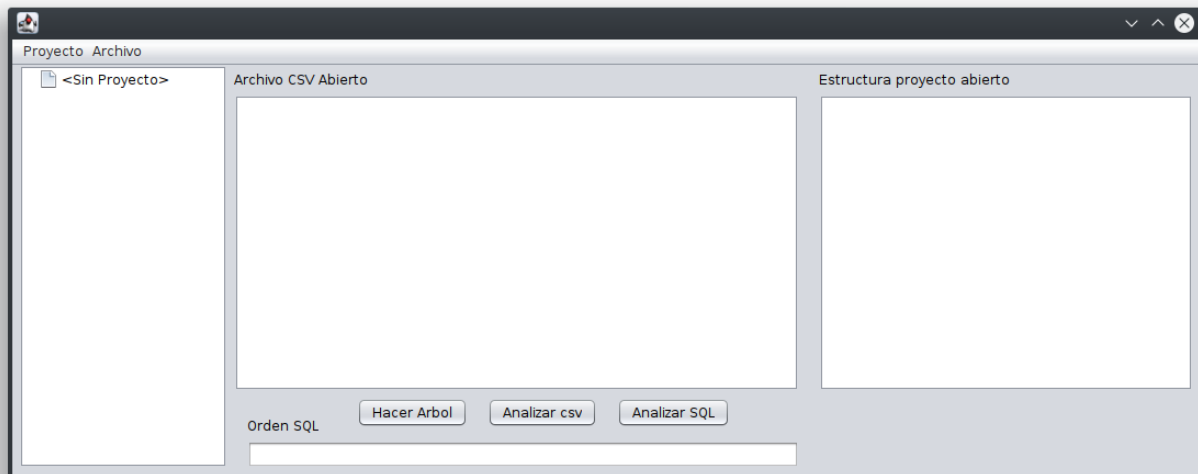 Proyecto Archivo
<Sin Proyecto>
Archivo CSV Abierto
Estructura proyecto abierto
Hacer Arbol
Analizar csv
Analizar SQL
Orden SQL